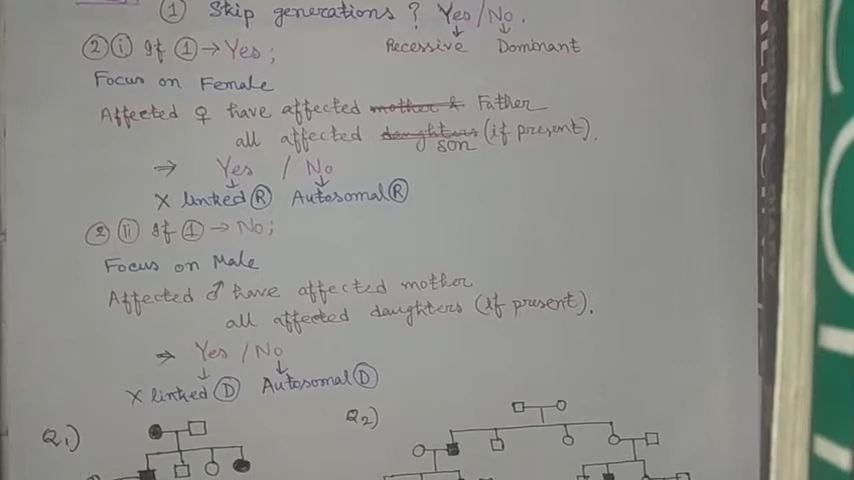 ① Skip generations ? Yes / No.
↓ ↓
Recessive Dominant
② ⓘ If ① → Yes ;
Focus on Female
Affected ♀ have affected ~~mother &~~ Father
all affected ~~daughters~~ son (if present).
⇒ Yes / No
↓ ↓
X linked Ⓡ Autosomal Ⓡ
② ⓘⓘ If ① → No ;
Focus on Male
Affected ♂ have affected mother
all affected daughters (if present).
⇒ Yes / No
↓ ↓
X linked Ⓓ Autosomal Ⓓ
Q1)
Q2)